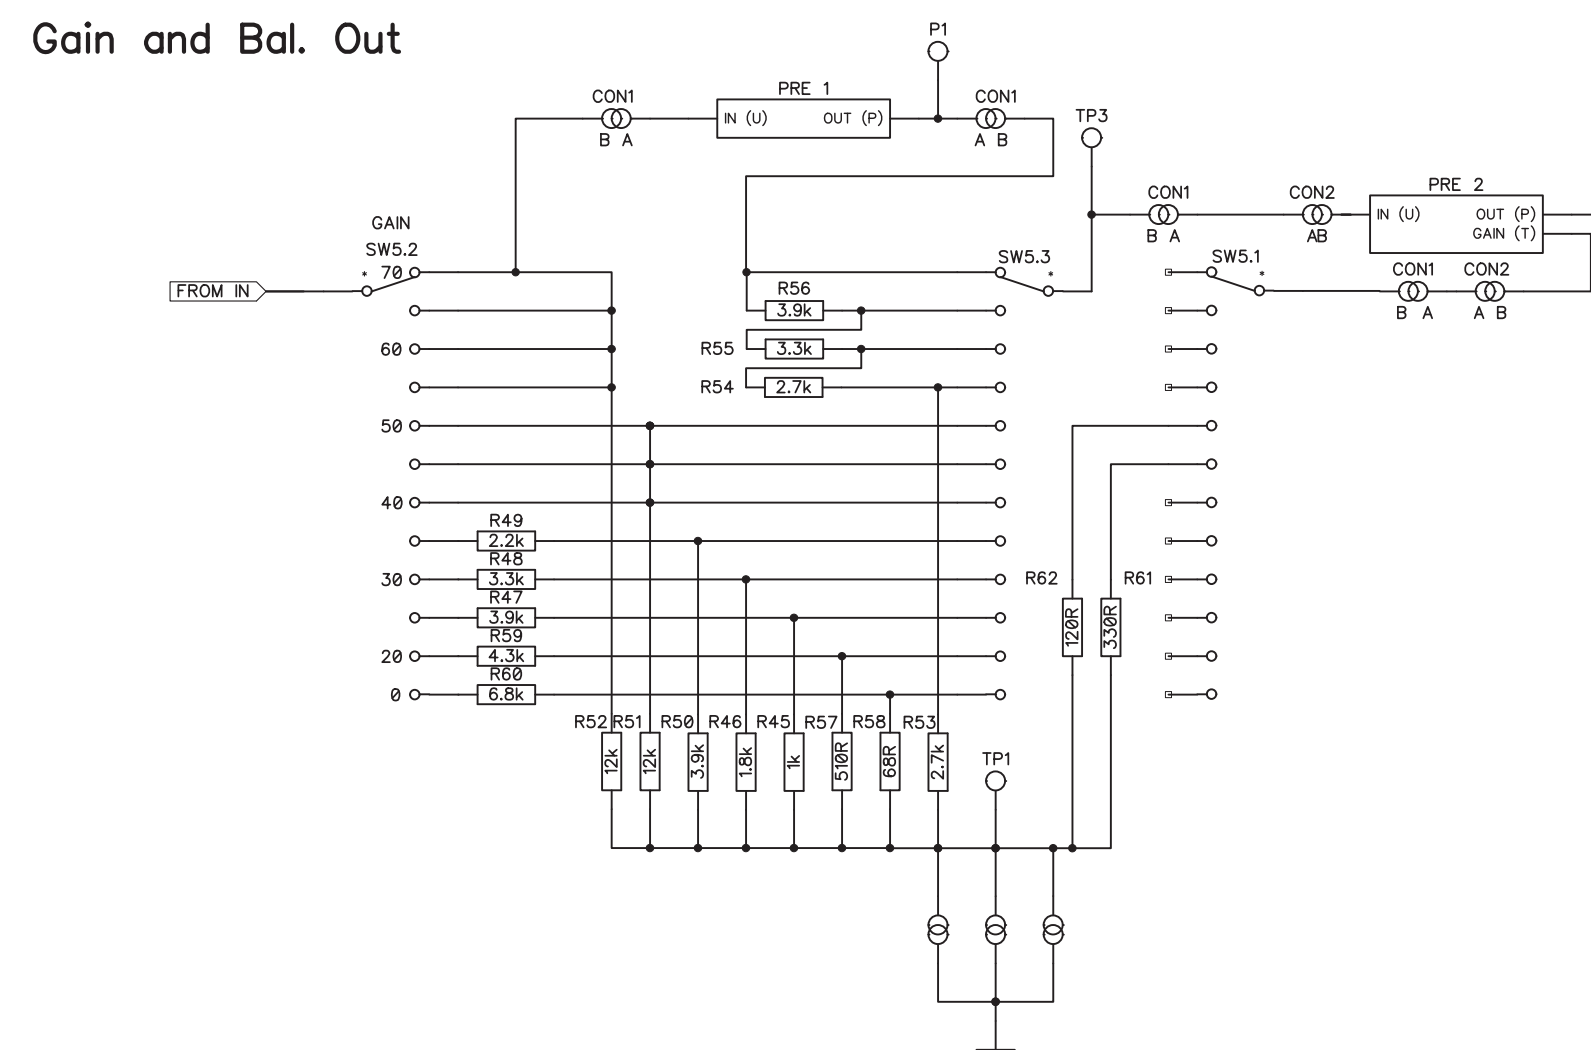 Gain and Bal. Out
P1
CON1
PRE 1
CON1
IN (U)
OUT (P)
B A
A B
TP3
CON1
CON2
PRE 2
IN (U)
OUT (P)
GAIN (T)
B A
AB
GAIN
SW5.2
SW5.3
SW5.1
* 70
*
*
CON1
CON2
FROM IN
R56
3.9k
B A
A B
60
R55
3.3k
R54
2.7k
50
40
R49
2.2k
R48
30
3.3k
R62
R61
R47
3.9k
120R
330R
R59
20
4.3k
R60
0
6.8k
R52
R51
R50
R46
R45
R57
R58
R53
12k
12k
3.9k
1.8k
1k
510R
68R
2.7k
TP1